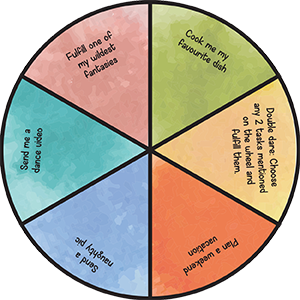 Fulfill one of
my wildest
fantasies
Cook me my
favourite dish
Double dare: Choose
any 2 tasks mentioned
on the wheel and
fulfill them.
Plan a weekend
vacation
Send a
naughty pic
Send me a
dance video